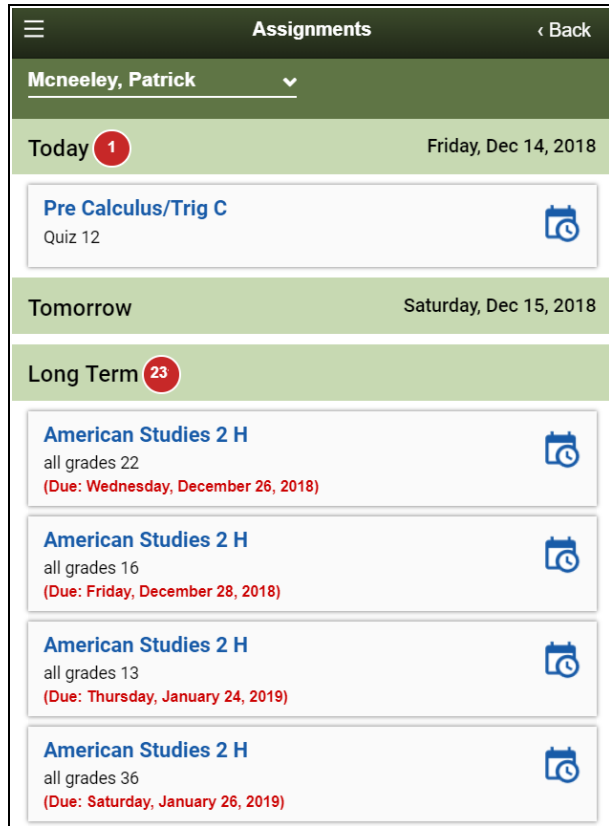 Assignments
‹ Back
Mcneeley, Patrick
Today 1
Friday, Dec 14, 2018
Pre Calculus/Trig C
Quiz 12
Tomorrow
Saturday, Dec 15, 2018
Long Term 23
American Studies 2 H
all grades 22
(Due: Wednesday, December 26, 2018)
American Studies 2 H
all grades 16
(Due: Friday, December 28, 2018)
American Studies 2 H
all grades 13
(Due: Thursday, January 24, 2019)
American Studies 2 H
all grades 36
(Due: Saturday, January 26, 2019)